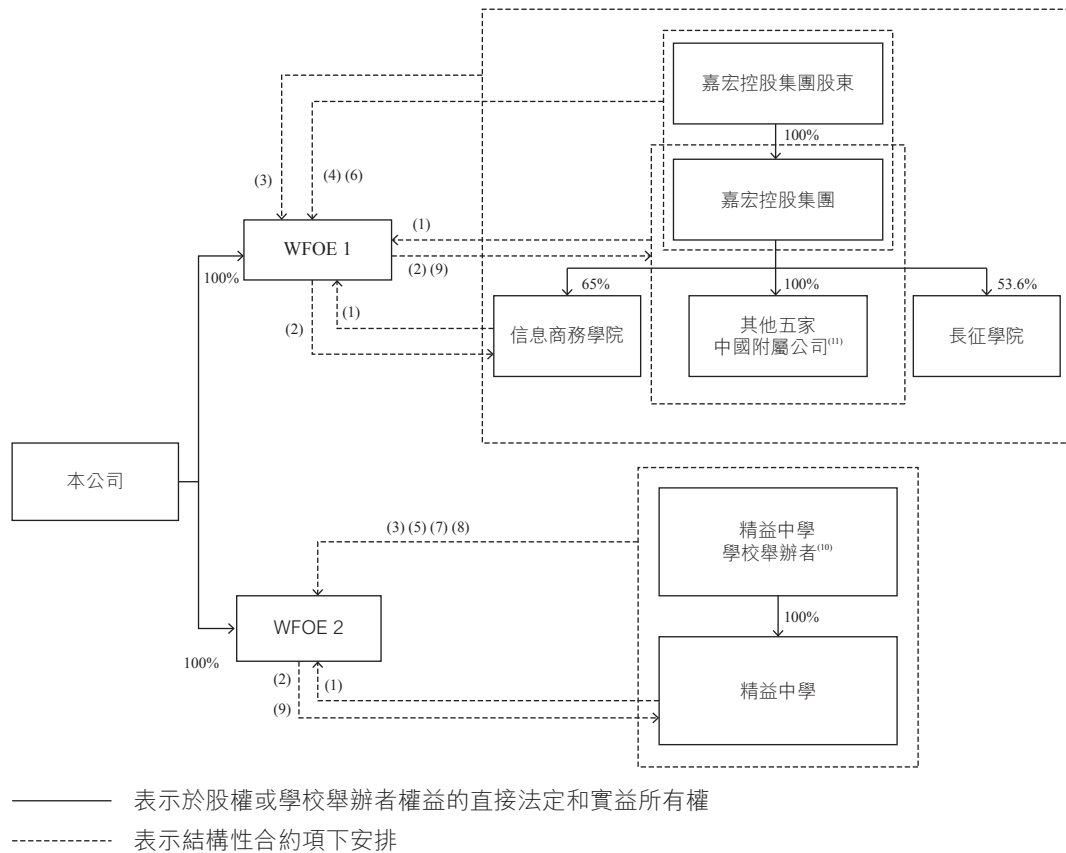 嘉宏控股集團股東
100%
嘉宏控股集團
(3)
(4) (6)
(1)
WFOE 1
(2) (9)
100%
65%
100%
53.6%
(2)
(1)
信息商務學院
其他五家
中國附屬公司(11)
長征學院
本公司
(3) (5) (7) (8)
精益中學
學校舉辦者(10)
WFOE 2
100%
100%
(2)
(1)
(9)
精益中學
表示於股權或學校舉辦者權益的直接法定和實益所有權
表示結構性合約項下安排